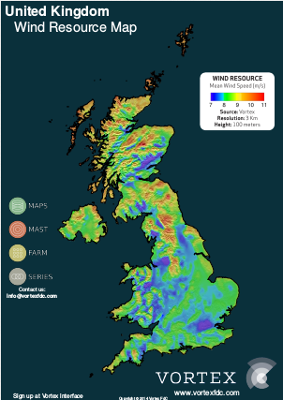 United Kingdom
Wind Resource Map
WIND RESOURCE
Mean Wind Speed (m/s)
7 8 9 10 11
Source: Vortex
Resolution: 3 Km
Height: 100 meters
MAPS
MAST
FARM
SERIES
Contact us:
info@vortexfdc.com
VORTEX
www.vortexfdc.com
Sign up at Vortex Interface
Copyright © 2014 Vortex FdC